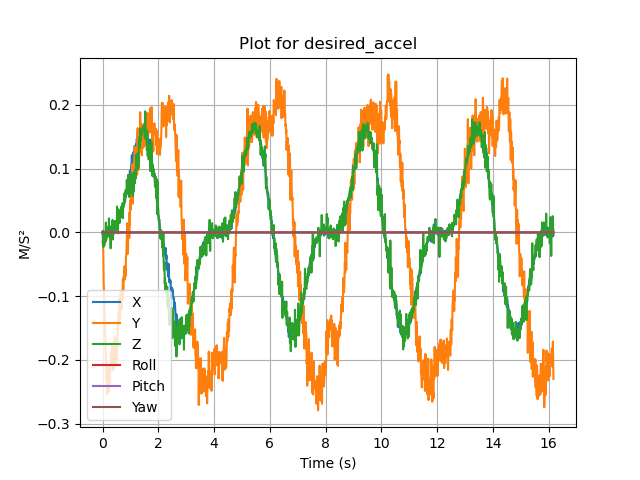 Plot for desired_accel
M/S²
0.2
0.1
0.0
−0.1
−0.2
−0.3
X
Y
Z
Roll
Pitch
Yaw
0 2 4 6 8 10 12 14 16
Time (s)